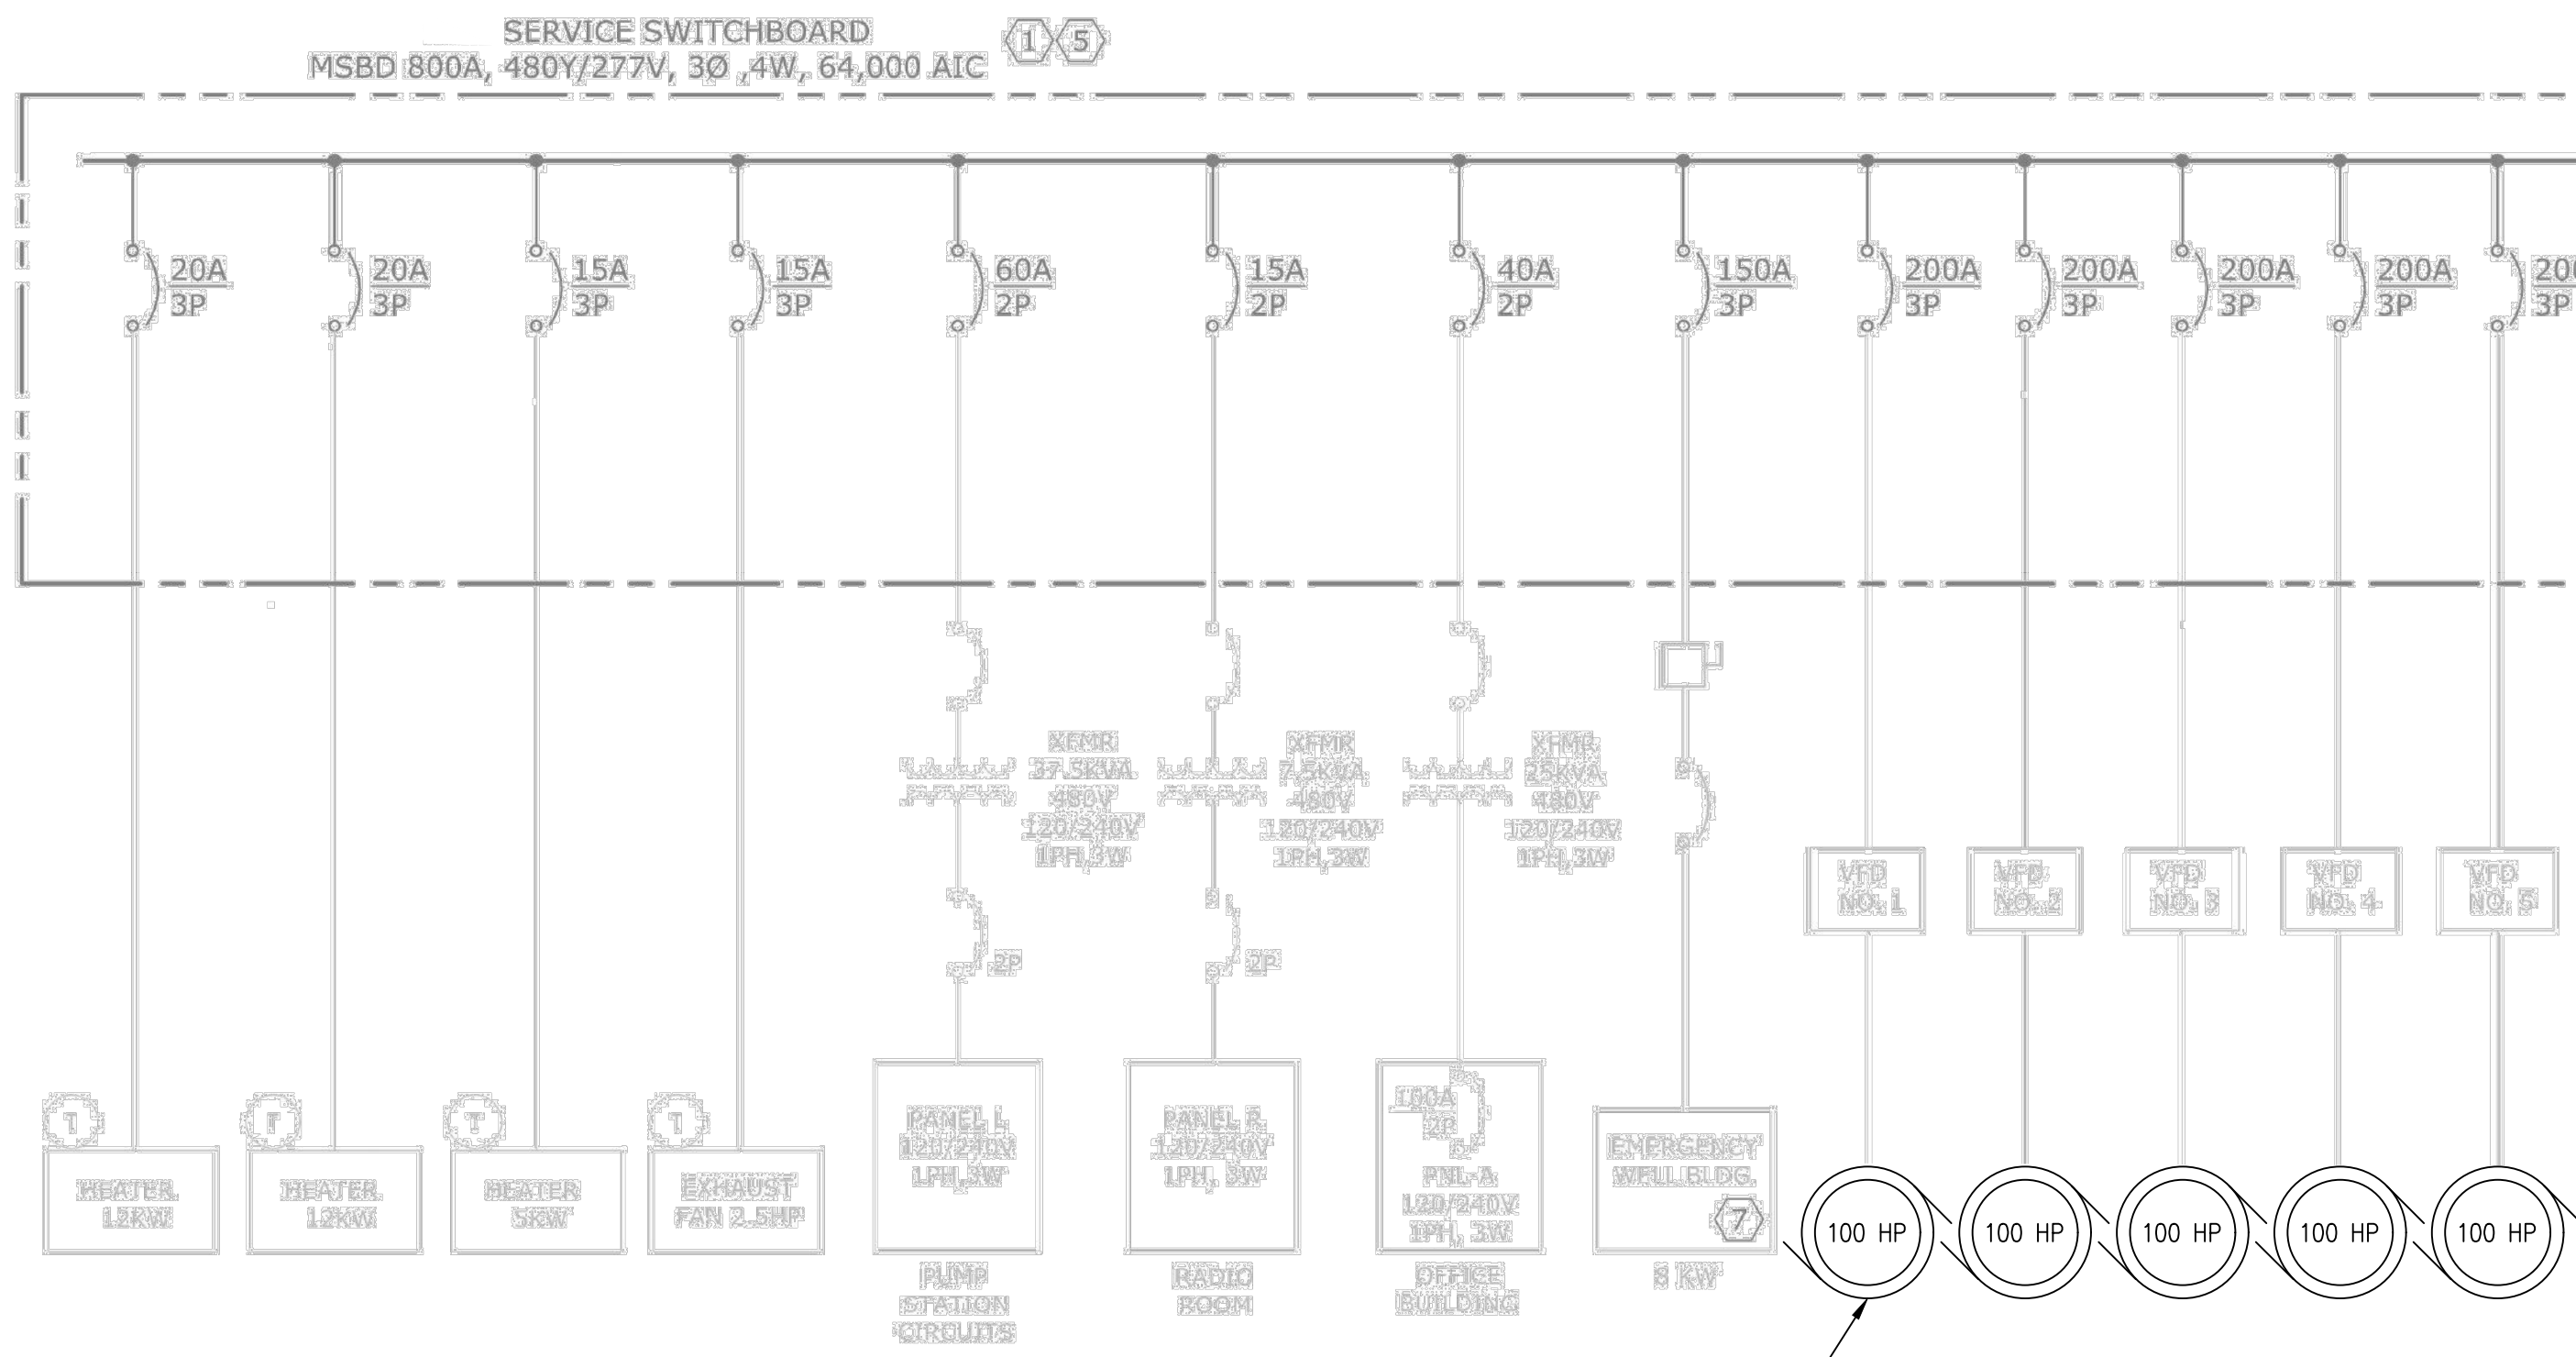 SERVICE SWITCHBOARD
MSBD 800A, 480Y/277V, 3Ø ,4W, 64,000 AIC
1
5
20A
3P
20A
3P
15A
3P
15A
3P
60A
2P
15A
2P
40A
2P
150A
3P
200A
3P
200A
3P
200A
3P
200A
3P
3P
XFMR
37.5KVA
480V
120/240V
1PH,3W
XFMR
7.5KVA
480V
120/240V
1PH,3W
XFMR
25KVA
480V
120/240V
1PH,3W
VFD
NO. 1
VFD
NO. 2
VFD
NO. 3
VFD
NO. 4
VFD
NO. 5
2P
2P
T
HEATER
12KW
T
HEATER
12KW
T
HEATER
5KW
T
EXHAUST
FAN 2.5HP
PANEL L
120/240V
1PH,3W
PUMP
STATION
CIRCUITS
PANEL R
120/240V
1PH, 3W
RADIO
ROOM
100A
2P
PNL-A
120/240V
1PH, 3W
OFFICE
BUILDING
EMERGENCY
WELL BLDG.
7
8 KW
100 HP
100 HP
100 HP
100 HP
100 HP